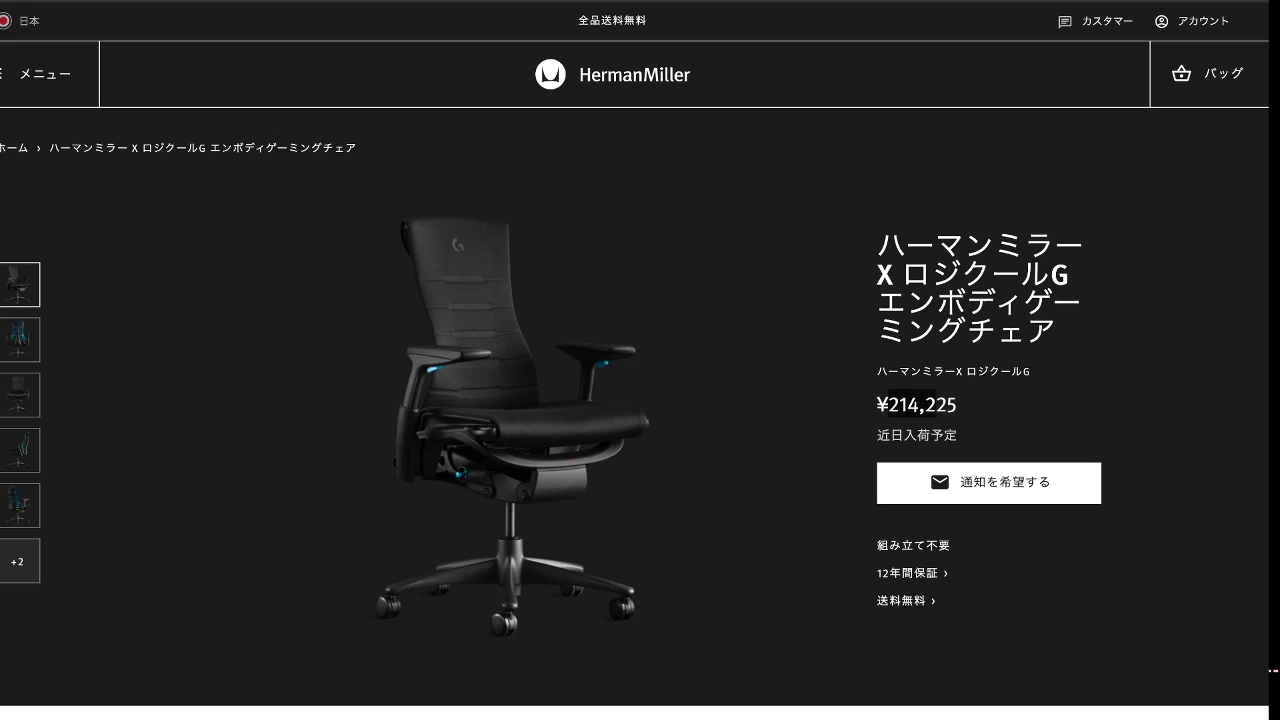 日本
全品送料無料
カスタマー
アカウント
メニュー
HermanMiller
バッグ
ホーム › ハーマンミラー X ロジクールG エンボディゲーミングチェア
ハーマンミラー
X ロジクールG
エンボディゲー
ミングチェア
ハーマンミラーX ロジクールG
¥214,225
近日入荷予定
通知を希望する
組み立て不要
12年間保証 ›
送料無料 ›
+2